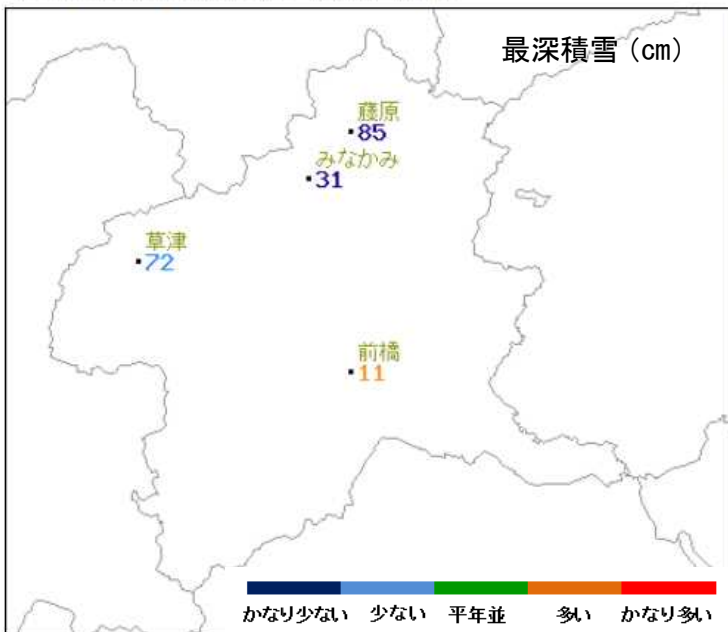 最深積雪 (cm)
藤原
85
みなかみ
31
草津
72
前橋
11
かなり少ない 少ない 平年並 多い かなり多い